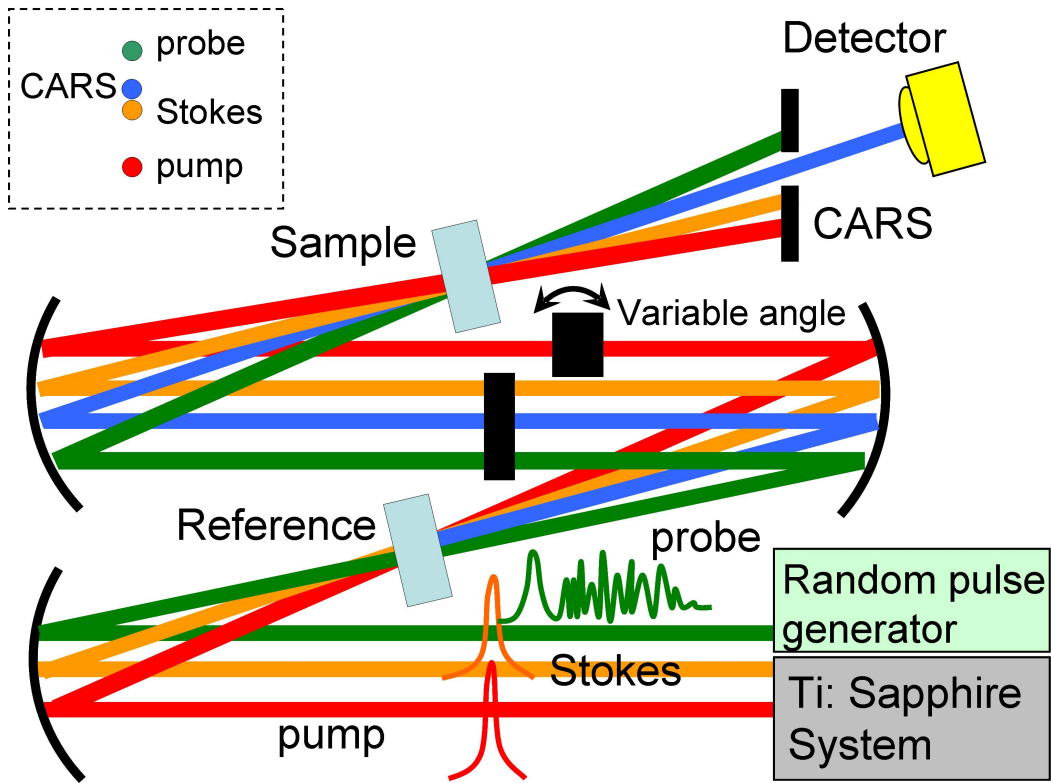 probe
CARS
Stokes
pump
Detector
CARS
Sample
Variable angle
Reference
probe
Random pulse
generator
Stokes
Ti: Sapphire
System
pump